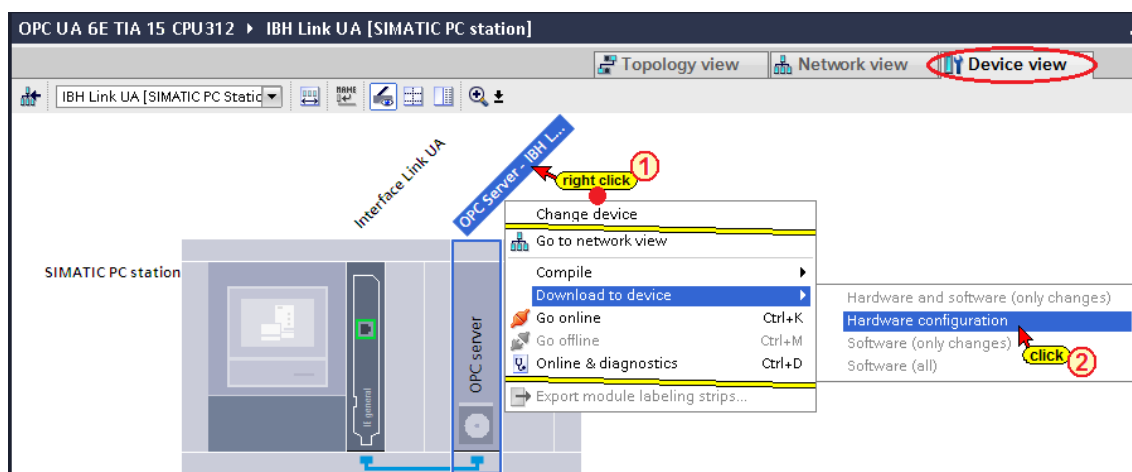 OPC UA 6E TIA 15 CPU312 ▸ IBH Link UA [SIMATIC PC station]
Topology view Network view Device view
IBH Link UA [SIMATIC PC Static
NAME
Interface Link UA
OPC Server - IBH L...
1
right click
Change device
Go to network view
SIMATIC PC station
Compile
Download to device
Hardware and software (only changes)
Go online Ctrl+K
Hardware configuration
Go offline Ctrl+M
Software (only changes)
click 2
Online & diagnostics Ctrl+D
Software (all)
Export module labeling strips...
OPC server
IE general